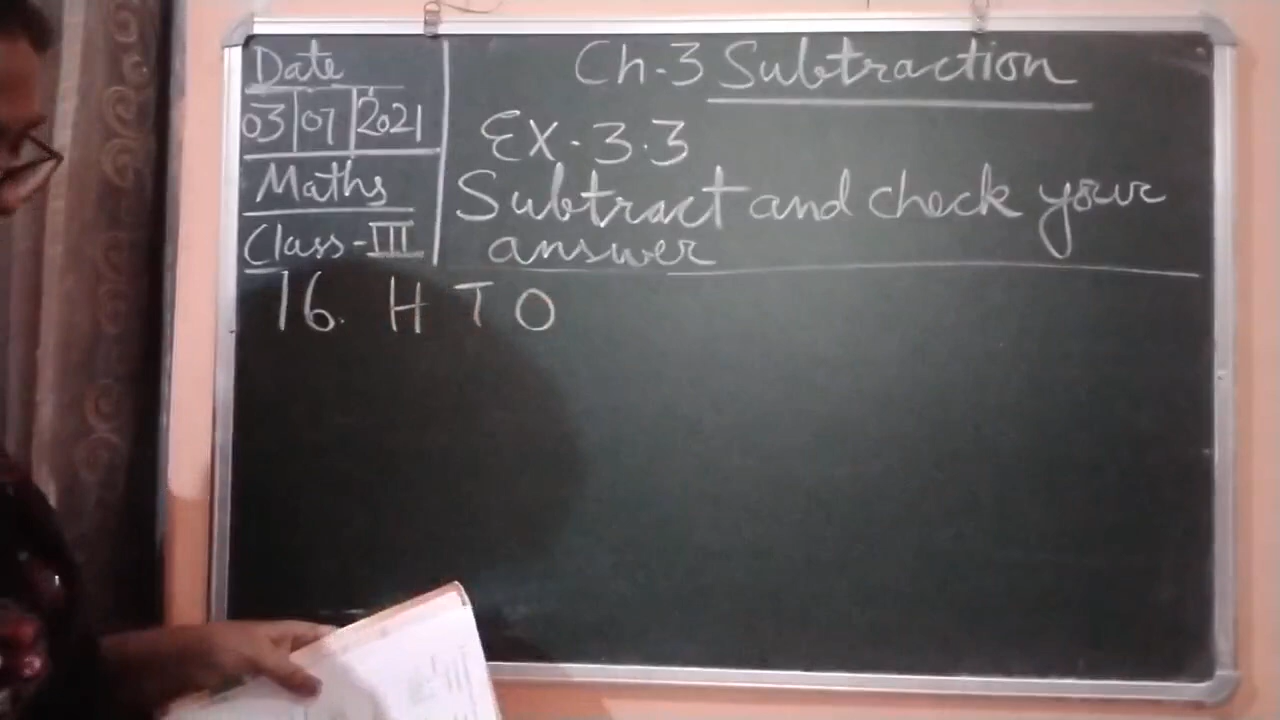 Date
03|07|2021
Maths
Class-III
Ch.3 Subtraction
EX.3.3
Subtract and check your
answer
16. H T O